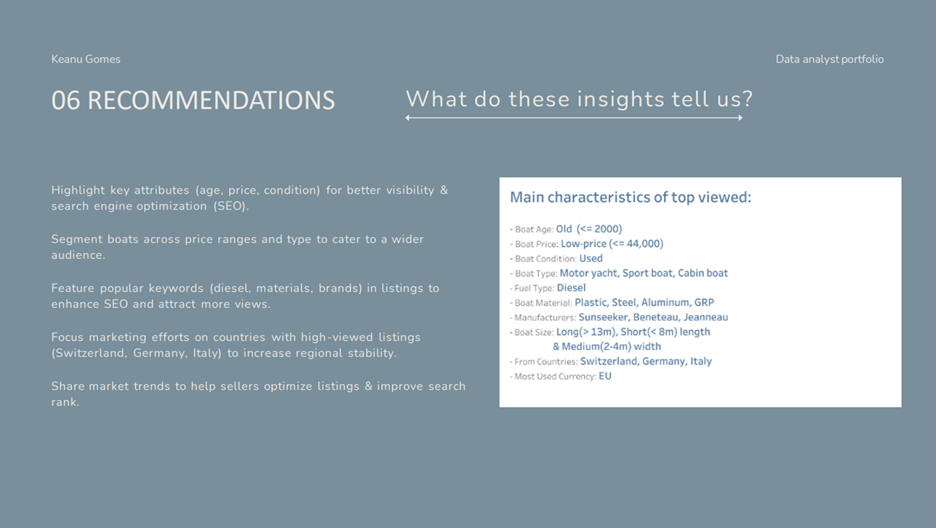 Keanu Gomes
Data analyst portfolio
06 RECOMMENDATIONS
What do these insights tell us?
Highlight key attributes (age, price, condition) for better visibility &
search engine optimization (SEO).
Segment boats across price ranges and type to cater to a wider
audience.
Feature popular keywords (diesel, materials, brands) in listings to
enhance SEO and attract more views.
Focus marketing efforts on countries with high-viewed listings
(Switzerland, Germany, Italy) to increase regional stability.
Share market trends to help sellers optimize listings & improve search
rank.
Main characteristics of top viewed:
- Boat Age: Old (<= 2000)
- Boat Price: Low-price (<= 44,000)
- Boat Condition: Used
- Boat Type: Motor yacht, Sport boat, Cabin boat
- Fuel Type: Diesel
- Boat Material: Plastic, Steel, Aluminum, GRP
- Manufacturers: Sunseeker, Beneteau, Jeanneau
- Boat Size: Long(> 13m), Short(< 8m) length
& Medium(2-4m) width
- From Countries: Switzerland, Germany, Italy
- Most Used Currency: EU